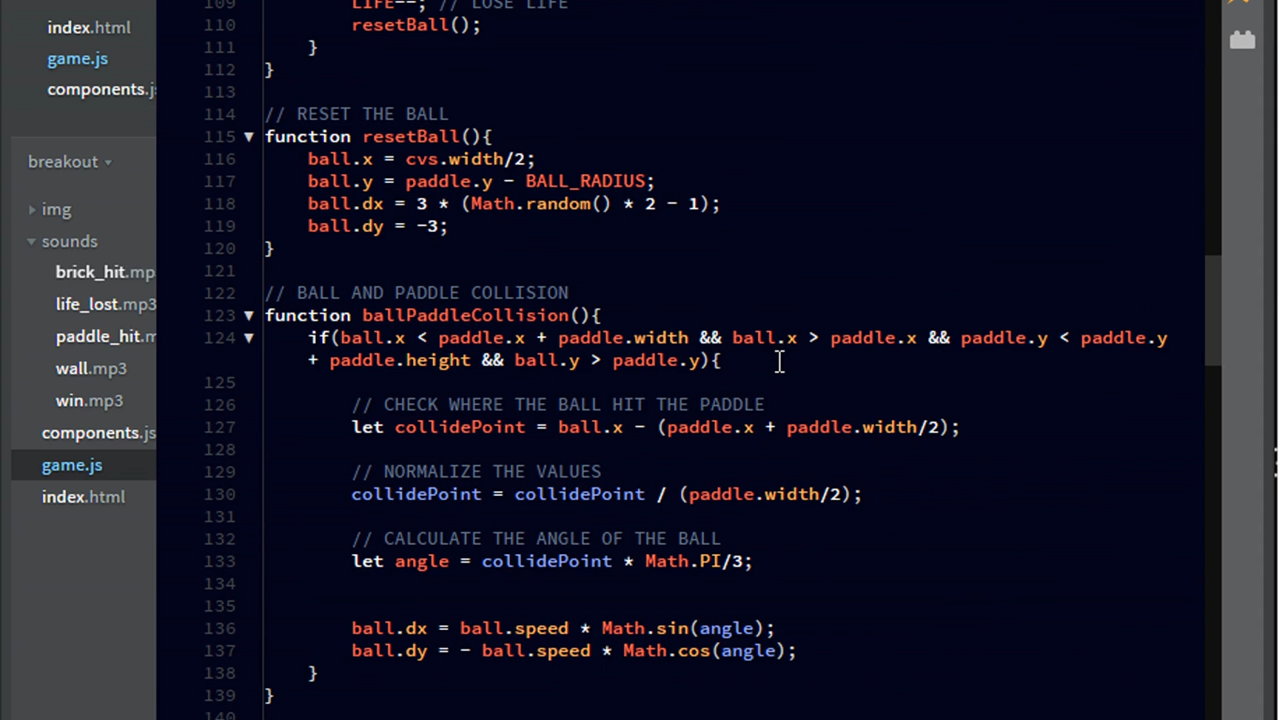 index.html
game.js
components.j
breakout
img
sounds
brick_hit.mp
life_lost.mp3
paddle_hit.m
wall.mp3
win.mp3
components.js
game.js
index.html
109 LIFE--; // LOSE LIFE
110 resetBall();
111 }
112 }
113
114 // RESET THE BALL
115 function resetBall(){
116 ball.x = cvs.width/2;
117 ball.y = paddle.y - BALL_RADIUS;
118 ball.dx = 3 * (Math.random() * 2 - 1);
119 ball.dy = -3;
120 }
121
122 // BALL AND PADDLE COLLISION
123 function ballPaddleCollision(){
124 if(ball.x < paddle.x + paddle.width && ball.x > paddle.x && paddle.y < paddle.y
+ paddle.height && ball.y > paddle.y){
125
126 // CHECK WHERE THE BALL HIT THE PADDLE
127 let collidePoint = ball.x - (paddle.x + paddle.width/2);
128
129 // NORMALIZE THE VALUES
130 collidePoint = collidePoint / (paddle.width/2);
131
132 // CALCULATE THE ANGLE OF THE BALL
133 let angle = collidePoint * Math.PI/3;
134
135
136 ball.dx = ball.speed * Math.sin(angle);
137 ball.dy = - ball.speed * Math.cos(angle);
138 }
139 }
140